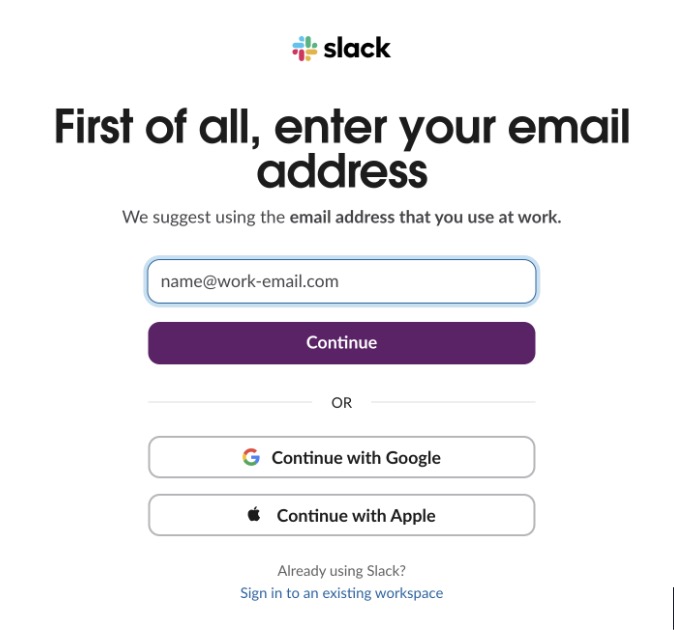 slack
First of all, enter your email
address
We suggest using the email address that you use at work.
name@work-email.com
Continue
OR
Continue with Google
Continue with Apple
Already using Slack?
Sign in to an existing workspace